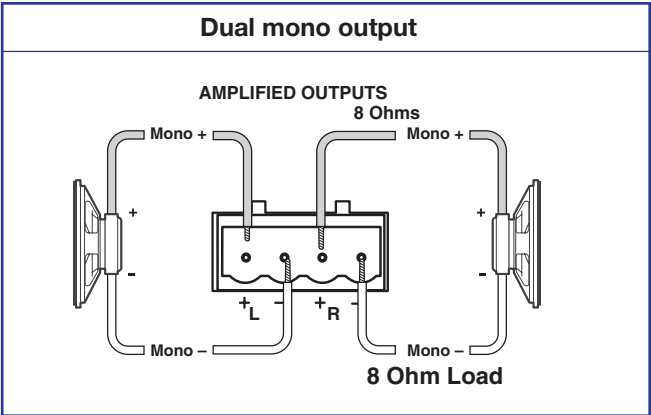 Dual mono output
AMPLIFIED OUTPUTS
8 Ohms
Mono + Mono +
+ +
- -
+ L - + R -
Mono – Mono –
8 Ohm Load